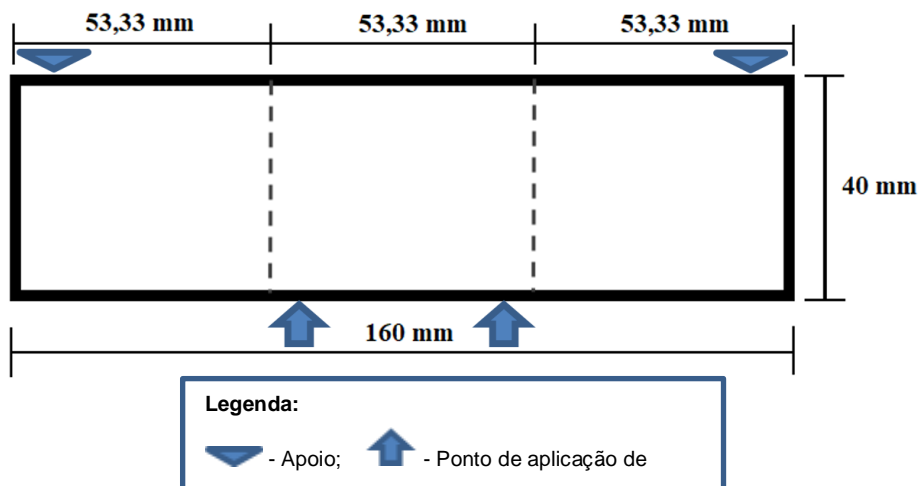 53,33 mm 53,33 mm 53,33 mm
40 mm
160 mm
Legenda:
- Apoio; - Ponto de aplicação de